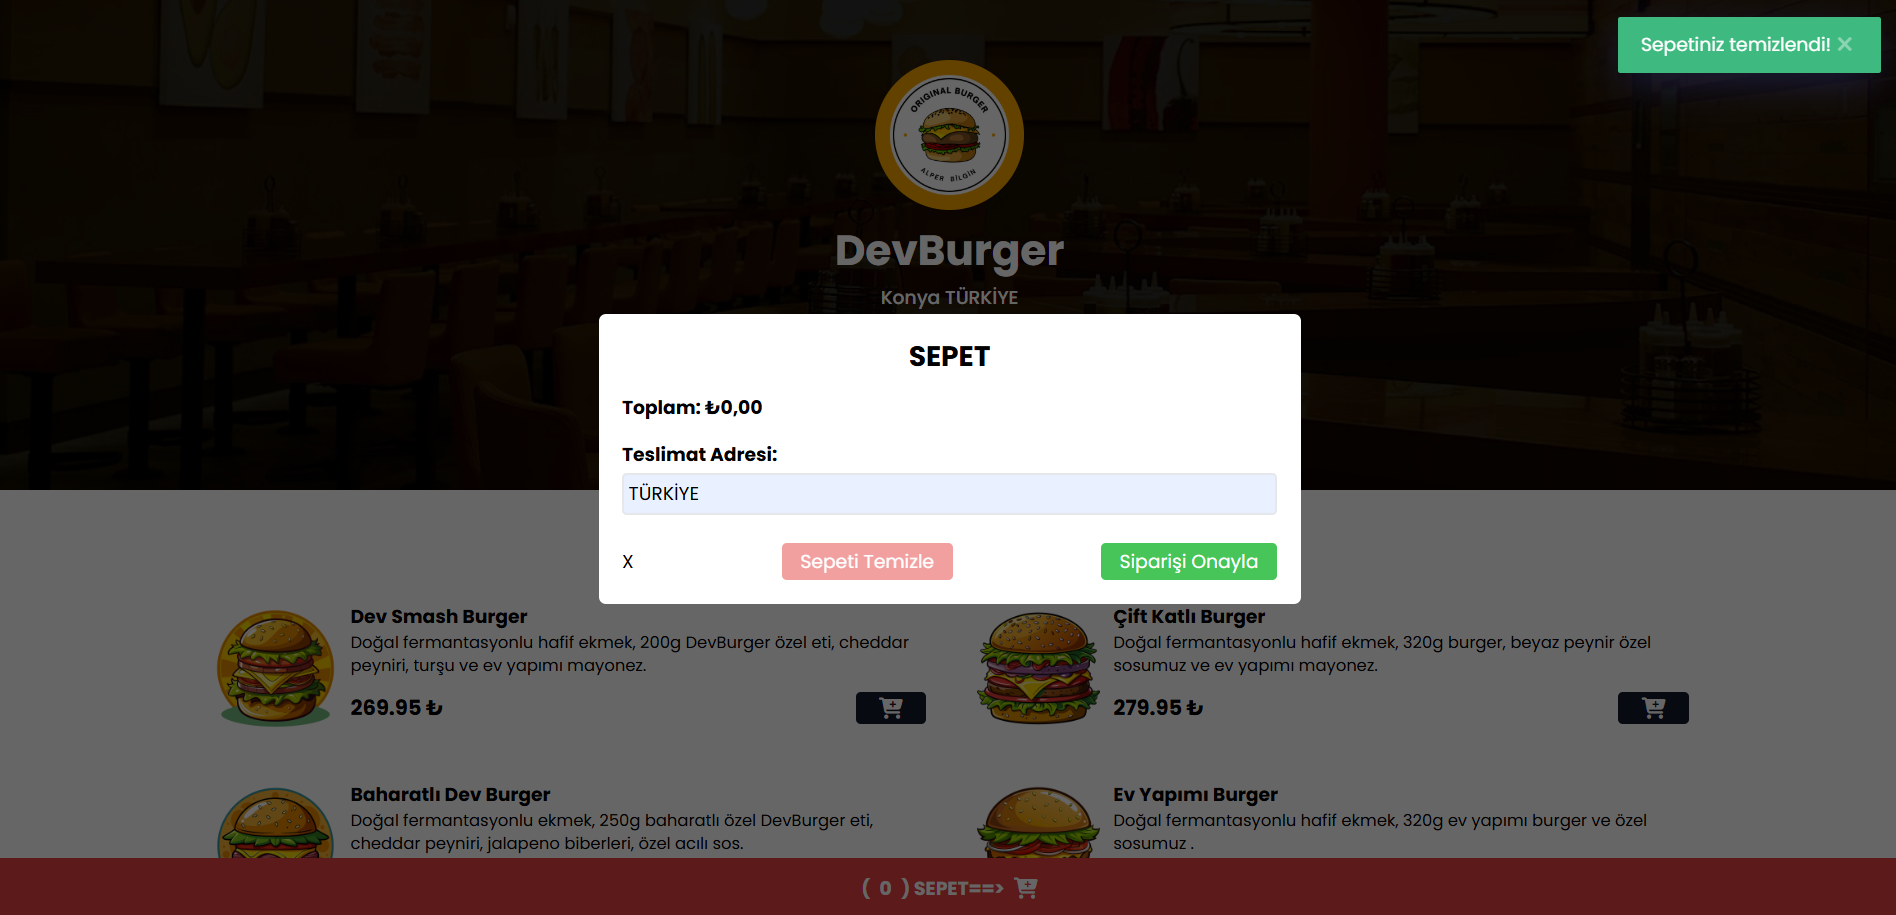 Sepetiniz temizlendi! ✕
ORIGINAL BURGER
ALPER BİLGİN
DevBurger
Konya TÜRKİYE
SEPET
Toplam: ₺0,00
Teslimat Adresi:
TÜRKİYE
X
Sepeti Temizle
Siparişi Onayla
Dev Smash Burger
Doğal fermantasyonlu hafif ekmek, 200g DevBurger özel eti, cheddar
peyniri, turşu ve ev yapımı mayonez.
269.95 ₺
Çift Katlı Burger
Doğal fermantasyonlu hafif ekmek, 320g burger, beyaz peynir özel
sosumuz ve ev yapımı mayonez.
279.95 ₺
Baharatlı Dev Burger
Doğal fermantasyonlu ekmek, 250g baharatlı özel DevBurger eti,
cheddar peyniri, jalapeno biberleri, özel acılı sos.
Ev Yapımı Burger
Doğal fermantasyonlu hafif ekmek, 320g ev yapımı burger ve özel
sosumuz .
( 0 ) SEPET==>